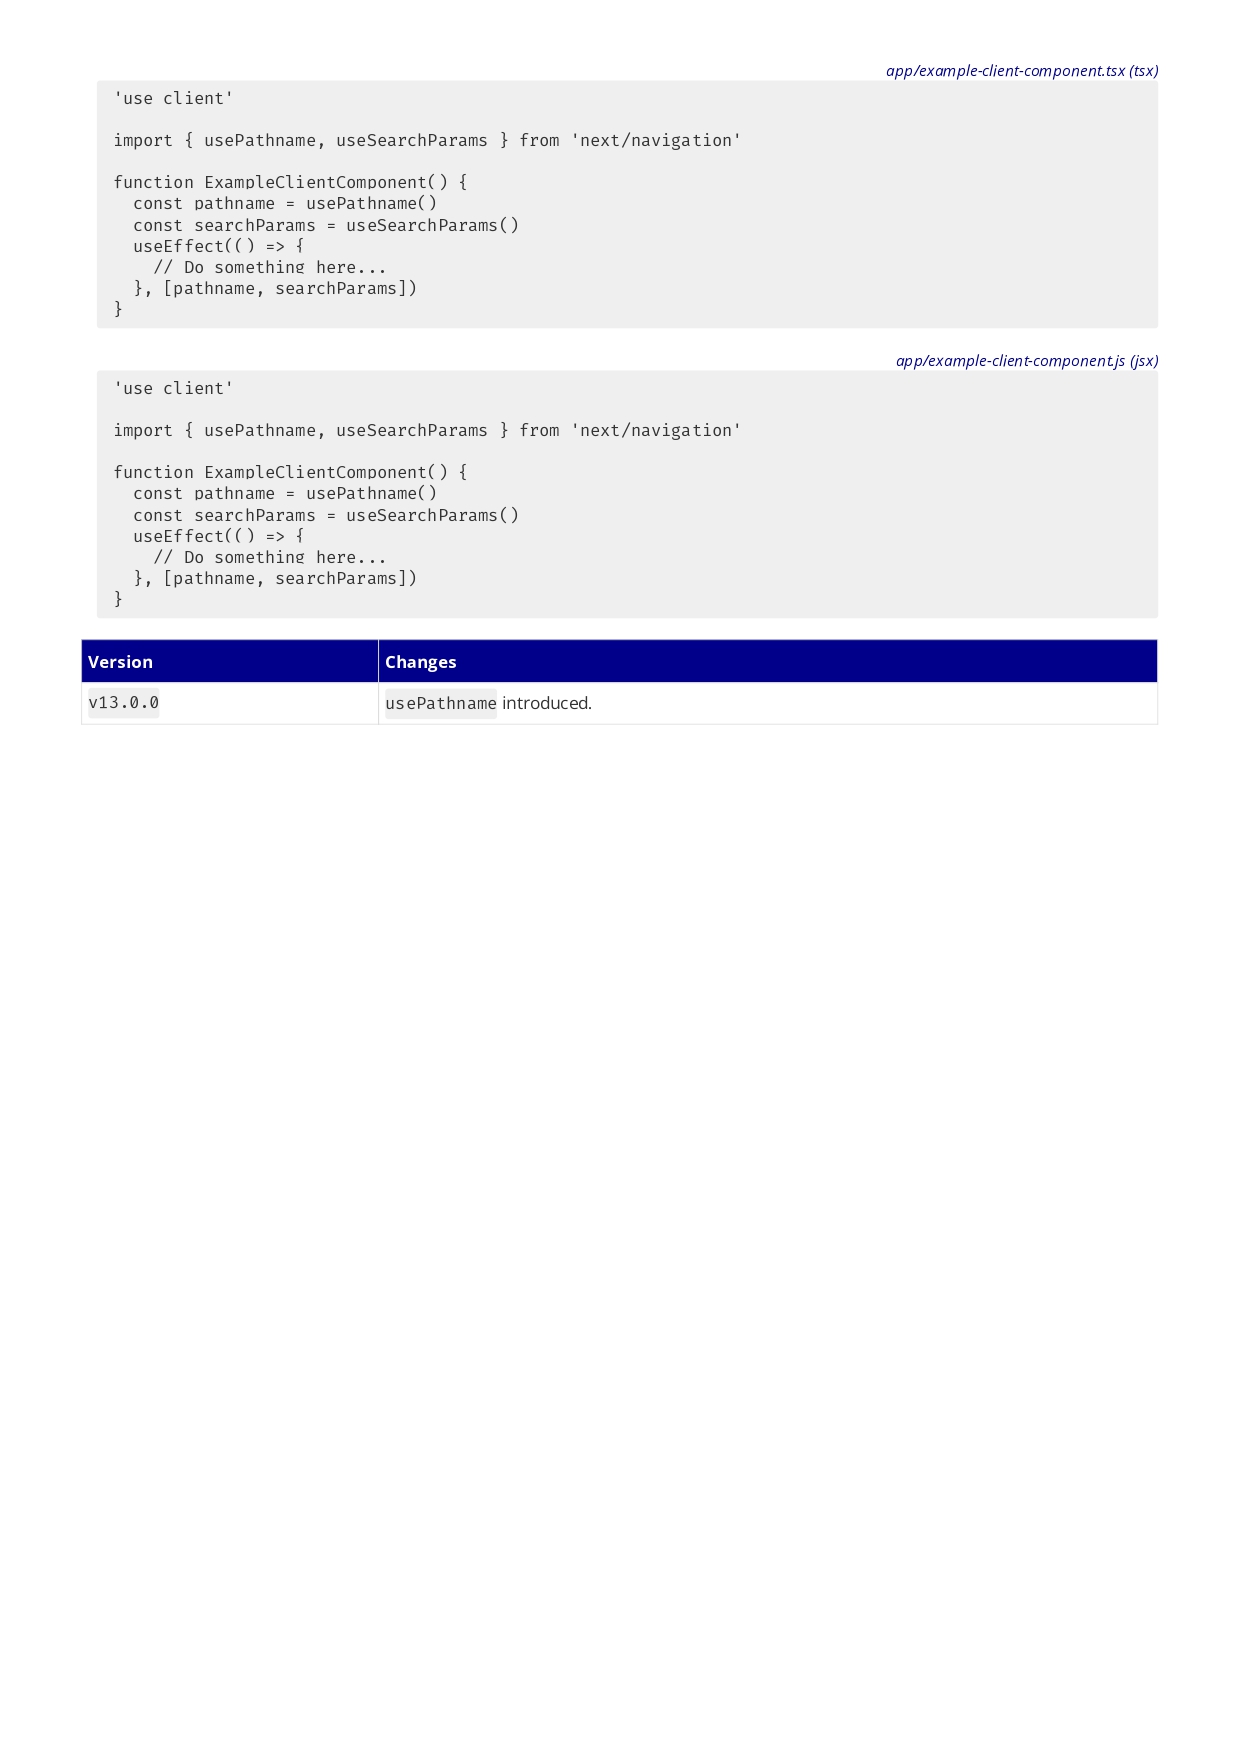 app/example-client-component.tsx (tsx)
'use client'
import { usePathname, useSearchParams } from 'next/navigation'
function ExampleClientComponent() {
  const pathname = usePathname()
  const searchParams = useSearchParams()
  useEffect(() => {
    // Do something here...
  }, [pathname, searchParams])
}
app/example-client-component.js (jsx)
'use client'
import { usePathname, useSearchParams } from 'next/navigation'
function ExampleClientComponent() {
  const pathname = usePathname()
  const searchParams = useSearchParams()
  useEffect(() => {
    // Do something here...
  }, [pathname, searchParams])
}
Version Changes
v13.0.0 usePathname introduced.